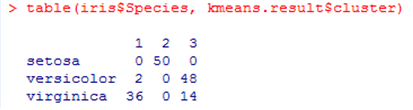 > table(iris$Species, kmeans.result$cluster)
1 2 3
setosa 0 50 0
versicolor 2 0 48
virginica 36 0 14